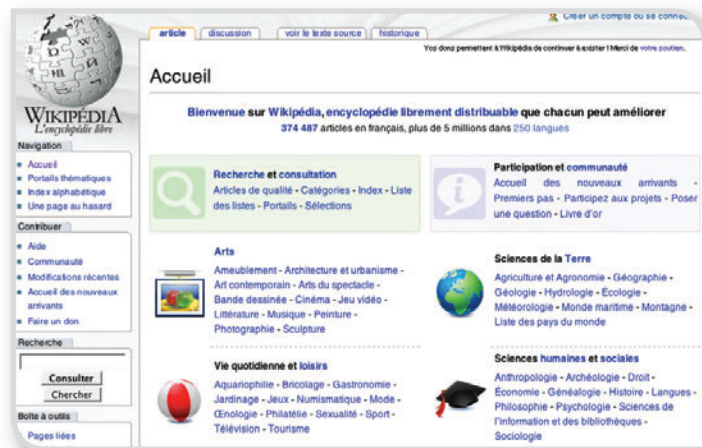 Créer un compte ou se connec
article
discussion
voir le texte source
historique
Vos dons permettent à Wikipédia de continuer à exister ! Merci de votre soutien.
WIKIPÉDIA
L'encyclopédie libre
Navigation
Accueil
Portails thématiques
Index alphabétique
Une page au hasard
Contribuer
Aide
Communauté
Modifications récentes
Accueil des nouveaux
arrivants
Faire un don
Recherche
Consulter
Chercher
Boîte à outils
Pages liées
Accueil
Bienvenue sur Wikipédia, encyclopédie librement distribuable que chacun peut améliorer
374 487 articles en français, plus de 5 millions dans 250 langues
Recherche et consultation
Articles de qualité - Catégories - Index - Liste
des listes - Portails - Sélections
Participation et communauté
Accueil des nouveaux arrivants -
Premiers pas - Participez aux projets - Poser
une question - Livre d'or
Arts
Ameublement - Architecture et urbanisme -
Art contemporain - Arts du spectacle -
Bande dessinée - Cinéma - Jeu vidéo -
Littérature - Musique - Peinture -
Photographie - Sculpture
Sciences de la Terre
Agriculture et Agronomie - Géographie -
Géologie - Hydrologie - Écologie -
Météorologie - Monde maritime - Montagne -
Liste des pays du monde
Vie quotidienne et loisirs
Aquariophilie - Bricolage - Gastronomie -
Jardinage - Jeux - Numismatique - Mode -
Œnologie - Philatélie - Sexualité - Sport -
Télévision - Tourisme
Sciences humaines et sociales
Anthropologie - Archéologie - Droit -
Économie - Généalogie - Histoire - Langues -
Philosophie - Psychologie - Sciences de
l'information et des bibliothèques -
Sociologie